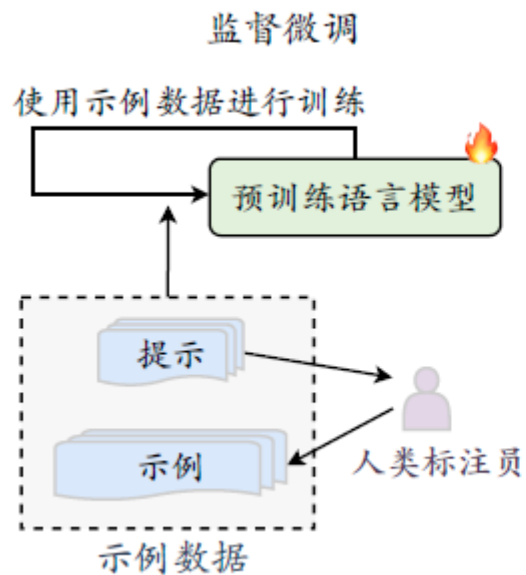 监督微调
使用示例数据进行训练
预训练语言模型
提示
示例
人类标注员
示例数据